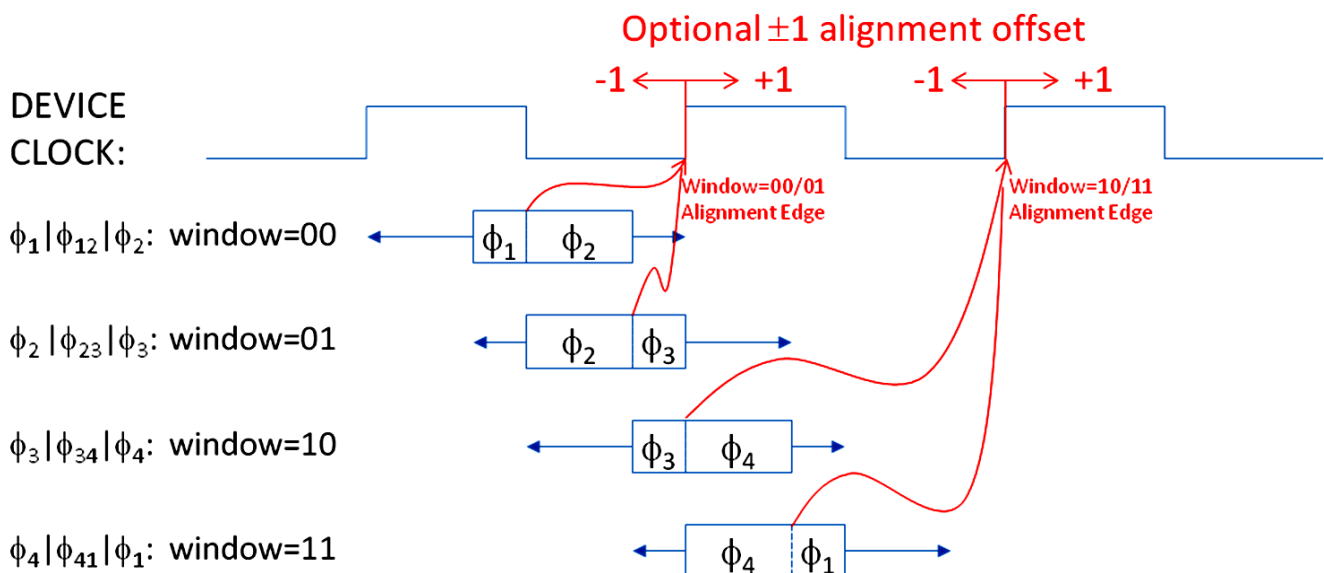 Optional ±1 alignment offset
-1 +1 -1 +1
DEVICE
CLOCK:
Window=00/01
Alignment Edge
Window=10/11
Alignment Edge
ϕ₁|ϕ₁₂|ϕ₂: window=00
ϕ₁ ϕ₂
ϕ₂|ϕ₂₃|ϕ₃: window=01
ϕ₂ ϕ₃
ϕ₃|ϕ₃₄|ϕ₄: window=10
ϕ₃ ϕ₄
ϕ₄|ϕ₄₁|ϕ₁: window=11
ϕ₄ ϕ₁